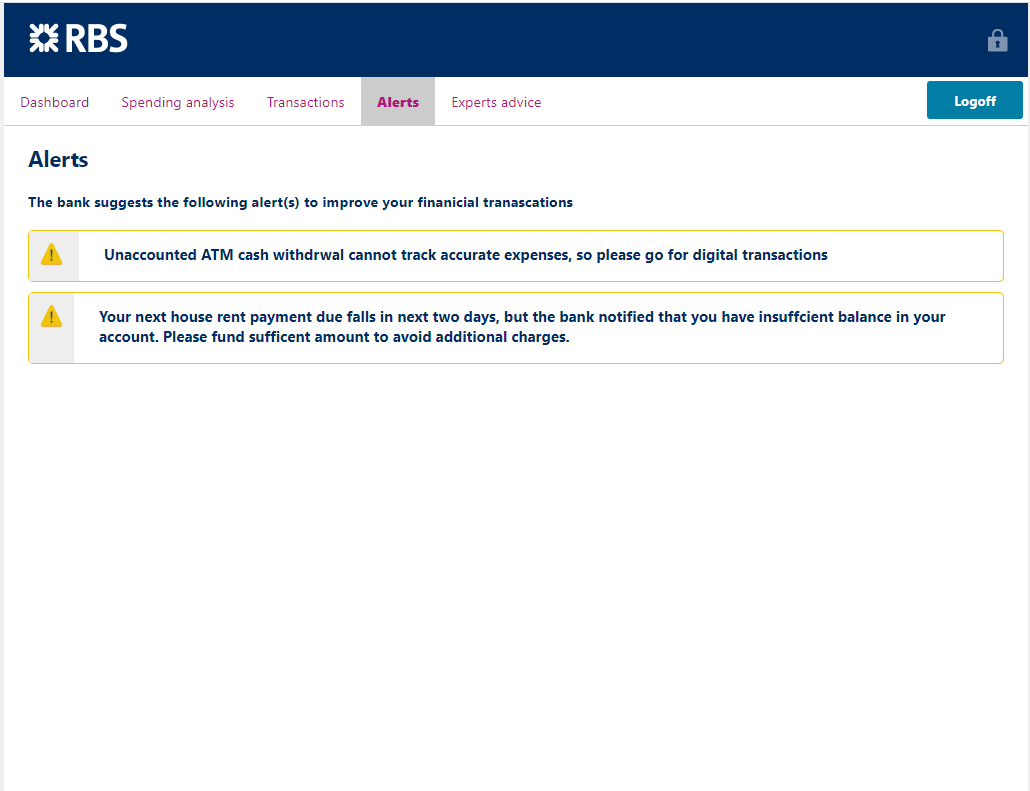 RBS
Dashboard Spending analysis Transactions Alerts Experts advice Logoff
Alerts
The bank suggests the following alert(s) to improve your finanicial tranascations
Unaccounted ATM cash withdrwal cannot track accurate expenses, so please go for digital transactions
Your next house rent payment due falls in next two days, but the bank notified that you have insuffcient balance in your
account. Please fund sufficent amount to avoid additional charges.